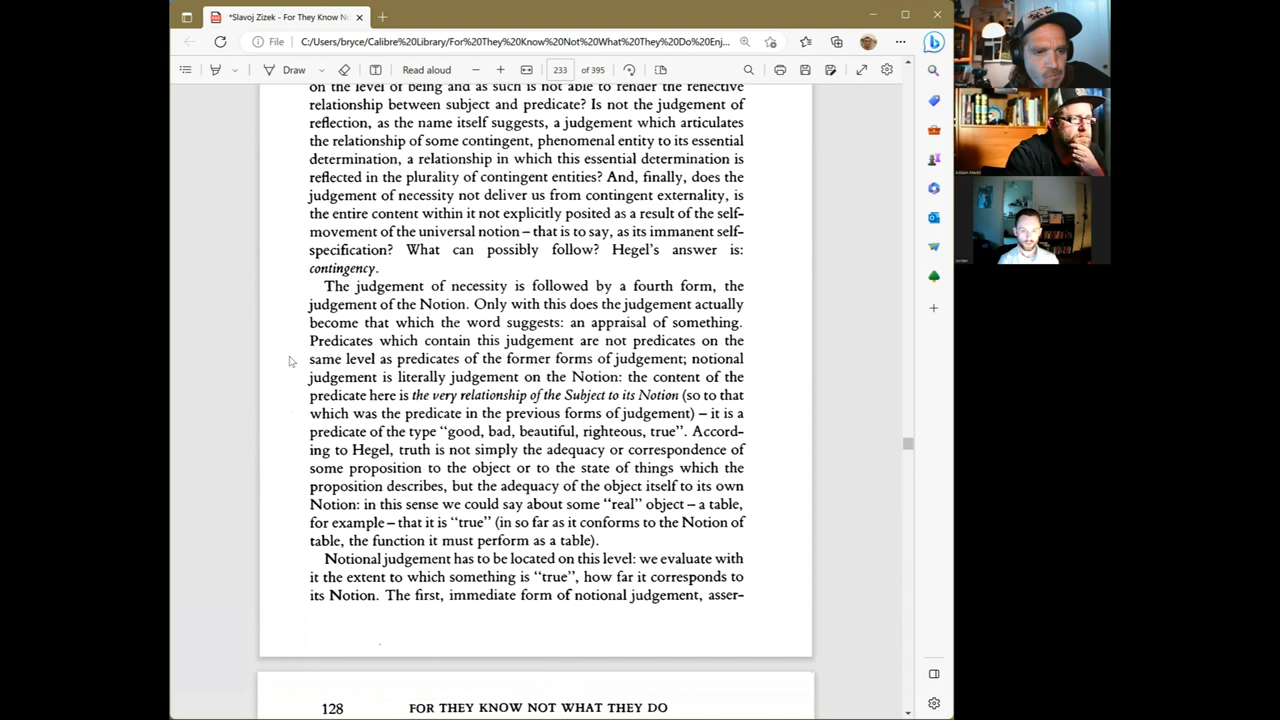 *Slavoj Zizek - For They Know No
File
C:/Users/bryce/Calibre%20Library/For%20They%20Know%20Not%20What%20They%20Do%20Enj...
Draw
Read aloud
233
of 395
on the level of being and as such is not able to render the reflective
relationship between subject and predicate? Is not the judgement of
reflection, as the name itself suggests, a judgement which articulates
the relationship of some contingent, phenomenal entity to its essential
determination, a relationship in which this essential determination is
reflected in the plurality of contingent entities? And, finally, does the
judgement of necessity not deliver us from contingent externality, is
the entire content within it not explicitly posited as a result of the self-
movement of the universal notion – that is to say, as its immanent self-
specification? What can possibly follow? Hegel's answer is:
contingency.
The judgement of necessity is followed by a fourth form, the
judgement of the Notion. Only with this does the judgement actually
become that which the word suggests: an appraisal of something.
Predicates which contain this judgement are not predicates on the
same level as predicates of the former forms of judgement; notional
judgement is literally judgement on the Notion: the content of the
predicate here is the very relationship of the Subject to its Notion (so to that
which was the predicate in the previous forms of judgement) – it is a
predicate of the type “good, bad, beautiful, righteous, true”. Accord-
ing to Hegel, truth is not simply the adequacy or correspondence of
some proposition to the object or to the state of things which the
proposition describes, but the adequacy of the object itself to its own
Notion: in this sense we could say about some “real” object – a table,
for example – that it is “true” (in so far as it conforms to the Notion of
table, the function it must perform as a table).
Notional judgement has to be located on this level: we evaluate with
it the extent to which something is “true”, how far it corresponds to
its Notion. The first, immediate form of notional judgement, asser-
128
FOR THEY KNOW NOT WHAT THEY DO
Addam Medd
Jordan